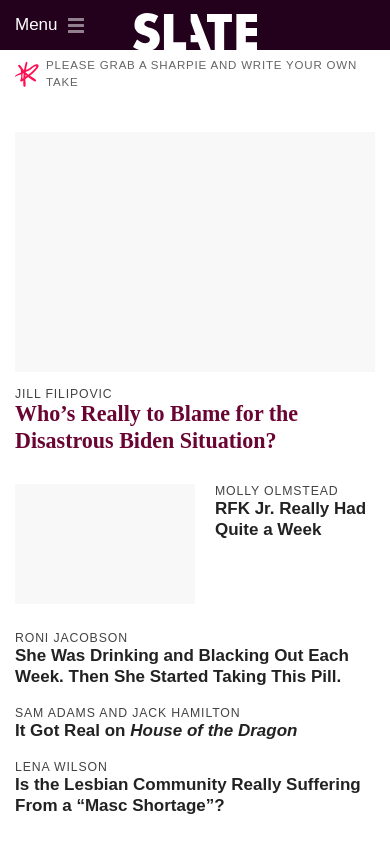 Menu
SLATE
PLEASE GRAB A SHARPIE AND WRITE YOUR OWN
TAKE
JILL FILIPOVIC
Who’s Really to Blame for the
Disastrous Biden Situation?
MOLLY OLMSTEAD
RFK Jr. Really Had
Quite a Week
RONI JACOBSON
She Was Drinking and Blacking Out Each
Week. Then She Started Taking This Pill.
SAM ADAMS AND JACK HAMILTON
It Got Real on House of the Dragon
LENA WILSON
Is the Lesbian Community Really Suffering
From a “Masc Shortage”?